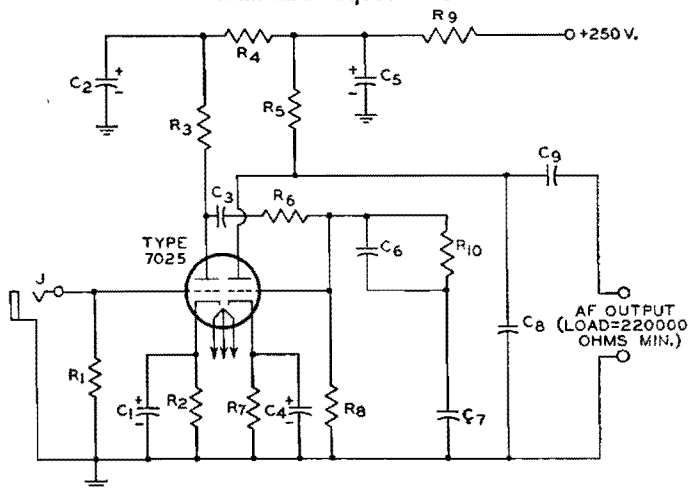 R9
+250 V.
R4
C2
+
-
+
-
C5
R3
R5
C9
C3
R6
TYPE
7025
C6
R10
J
AF OUTPUT
(LOAD=220000
OHMS MIN.)
C8
R1
C1
+
-
R2
R7
C4
+
-
R8
C7